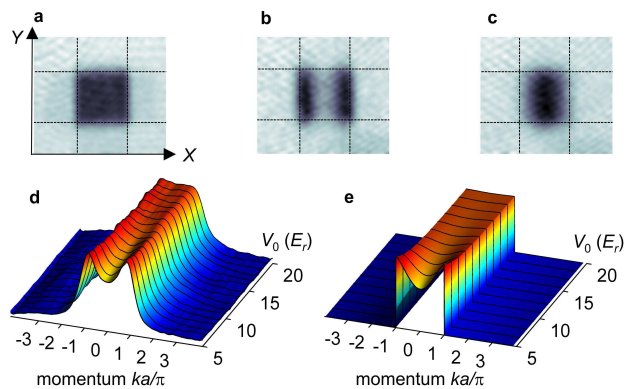 a b c
Y
X
d e
V0 (Er) V0 (Er)
20 20
15 15
10 10
5 5
-3 -2 -1 0 1 2 3 -3 -2 -1 0 1 2 3
momentum ka/π momentum ka/π